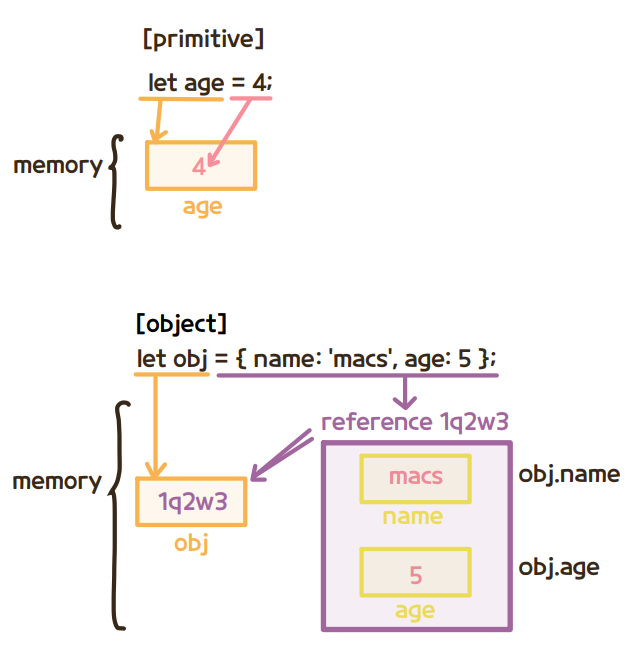 [primitive]
let age = 4;
memory
4
age
[object]
let obj = { name: 'macs', age: 5 };
reference 1q2w3
memory
1q2w3
obj
macs
name
obj.name
5
age
obj.age